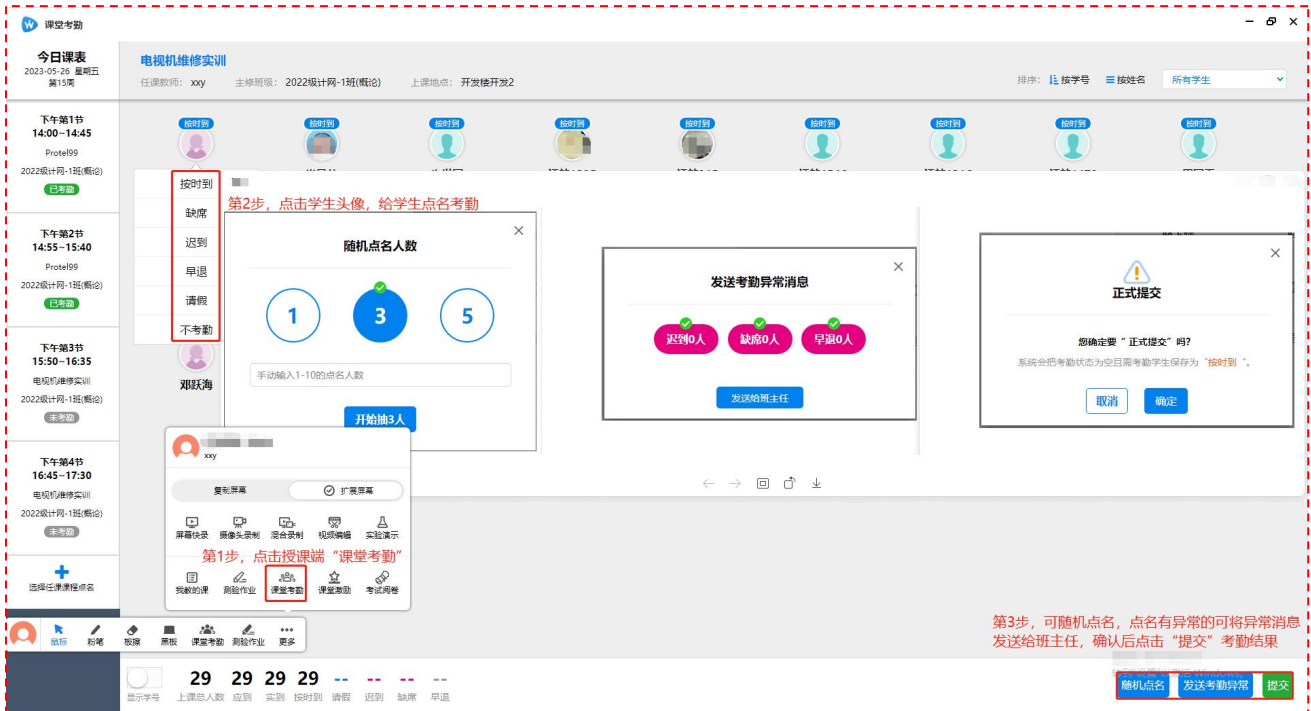 课堂考勤
今日课表
2023-05-26 星期五
第15周
电视机维修实训
任课教师： xxy 主修班级： 2022级计网-1班(概论) 上课地点： 开发楼开发2
排序： 按学号 按姓名 所有学生
下午第1节
14:00~14:45
Protel99
2022级计网-1班(概论)
已考勤
下午第2节
14:55~15:40
Protel99
2022级计网-1班(概论)
已考勤
下午第3节
15:50~16:35
电视机维修实训
2022级计网-1班(概论)
未考勤
下午第4节
16:45~17:30
电视机维修实训
2022级计网-1班(概论)
未考勤
选择任课课程点名
按时到 按时到 按时到 按时到 按时到 按时到 按时到 按时到 按时到
按时到
缺席
迟到
早退
请假
不考勤
邓跃海
第2步，点击学生头像，给学生点名考勤
随机点名人数
1 3 5
手动输入1-10的点名人数
开始抽3人
发送考勤异常消息
迟到0人 缺席0人 早退0人
发送给班主任
正式提交
您确定要“ 正式提交” 吗?
系统会把考勤状态为空且需考勤学生保存为 “按时到 ”。
取消 确定
xxy
复制屏幕 扩展屏幕
屏幕快录 摄像头录制 混合录制 视频编辑 实验演示
第1步，点击授课端“课堂考勤”
我教的课 测验作业 课堂考勤 课堂激励 考试阅卷
鼠标 粉笔 板擦 黑板 课堂考勤 测验作业 更多
第3步，可随机点名，点名有异常的可将异常消息
发送给班主任，确认后点击“提交”考勤结果
显示学号
29 29 29 29 -- -- -- --
上课总人数 应到 实到 按时到 请假 迟到 缺席 早退
随机点名 发送考勤异常 提交